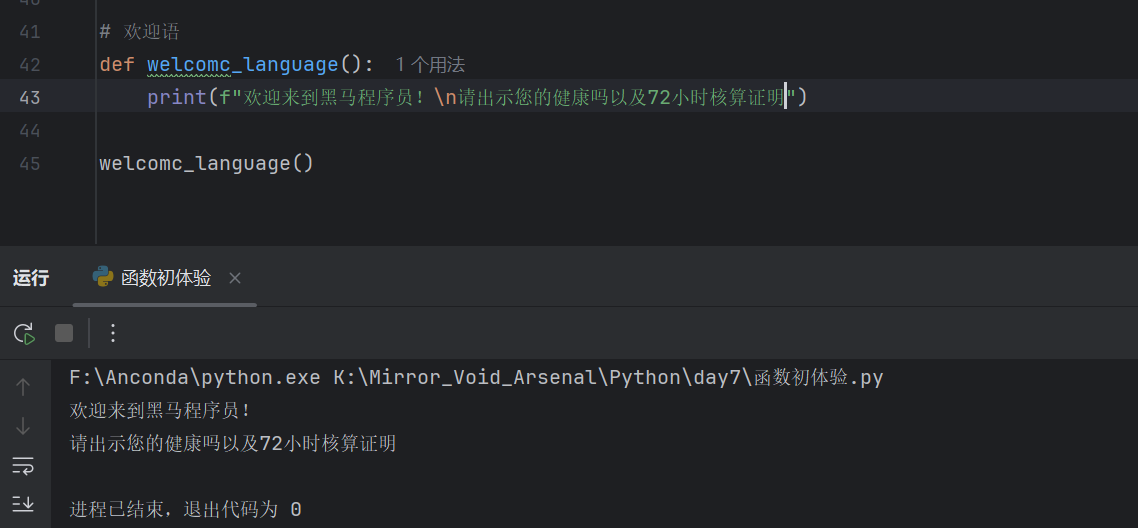 41 # 欢迎语
42 def welcomc_language(): 1 个用法
43 print(f"欢迎来到黑马程序员！\n请出示您的健康吗以及72小时核算证明")
44
45 welcomc_language()
运行 函数初体验
F:\Anconda\python.exe K:\Mirror_Void_Arsenal\Python\day7\函数初体验.py
欢迎来到黑马程序员！
请出示您的健康吗以及72小时核算证明
进程已结束，退出代码为 0